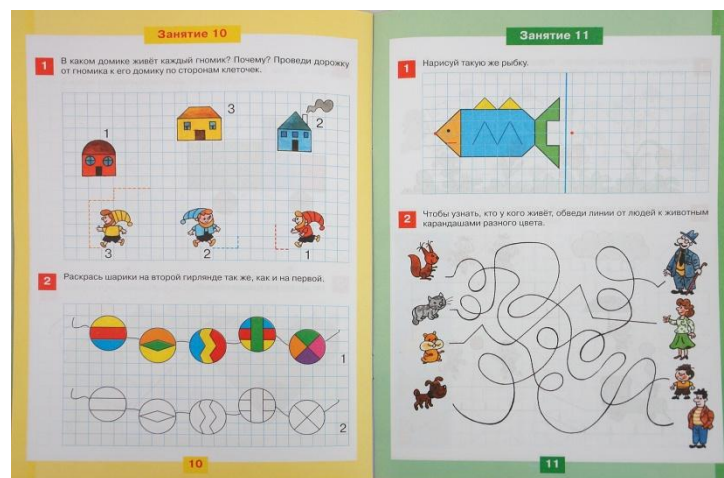 Занятие 10
1
В каком домике живёт каждый гномик? Почему? Проведи дорожку
от гномика к его домику по сторонам клеточек.
1
3
2
3
2
1
2
Раскрась шарики на второй гирлянде так же, как и на первой.
1
2
10
Занятие 11
1
Нарисуй такую же рыбку.
2
Чтобы узнать, кто у кого живёт, обведи линии от людей к животным
карандашами разного цвета.
11